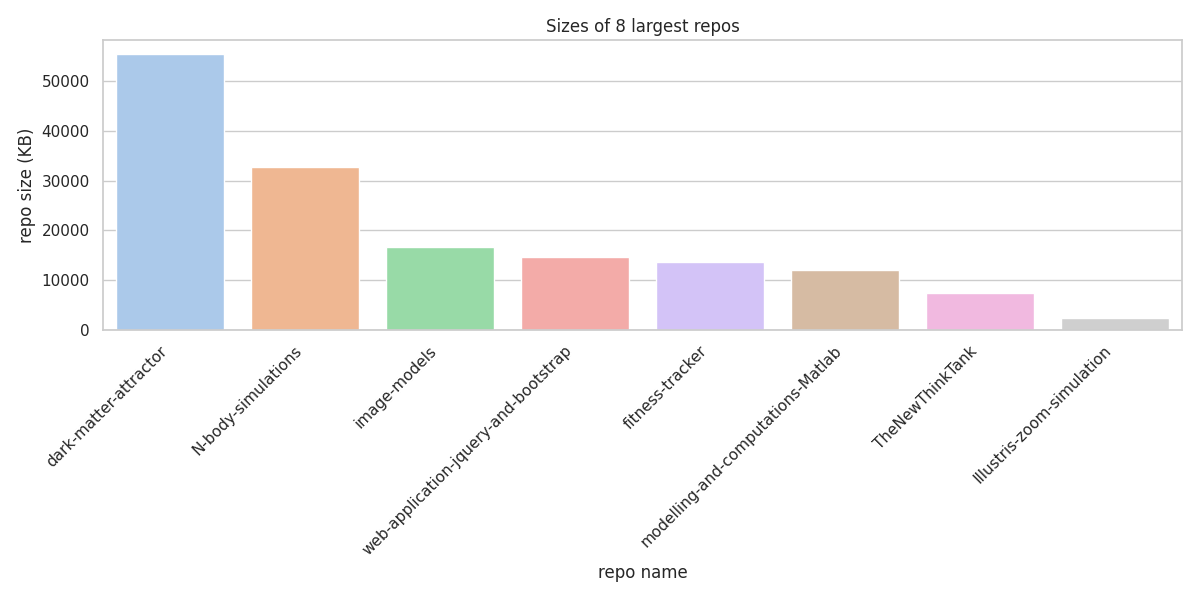 Sizes of 8 largest repos
repo size (KB)
50000
40000
30000
20000
10000
0
dark-matter-attractor
N-body-simulations
image-models
web-application-jquery-and-bootstrap
fitness-tracker
modelling-and-computations-Matlab
TheNewThinkTank
Illustris-zoom-simulation
repo name